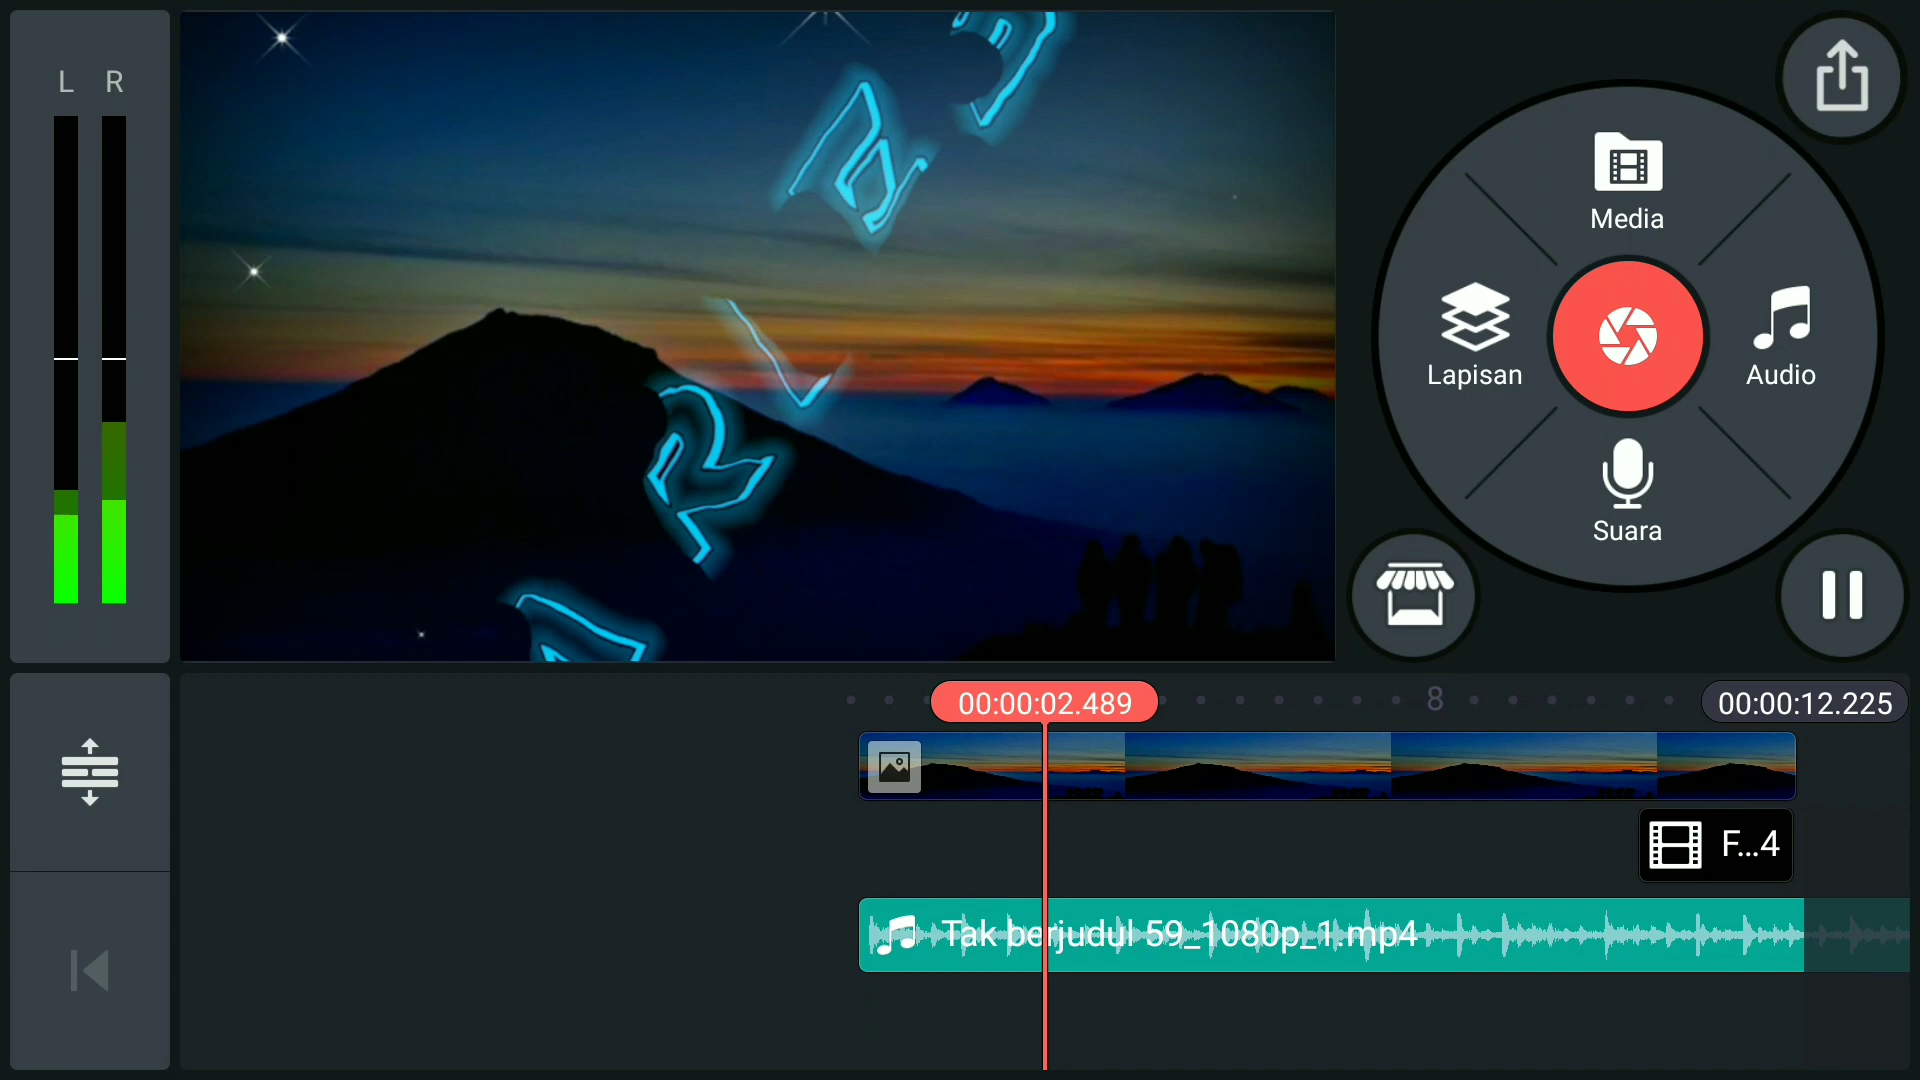 L R
Media
Lapisan
Audio
Suara
00:00:02.489
8
00:00:12.225
F...4
Tak berjudul 59_1080p_1.mp4